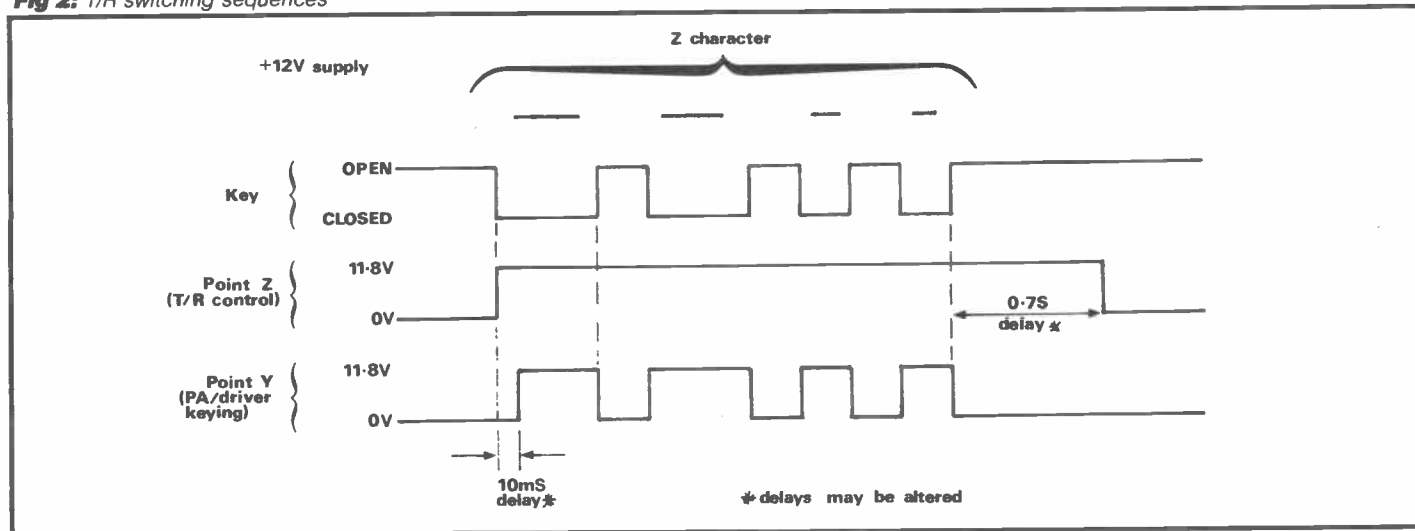 Fig 2: T/R switching sequences
Z character
+12V supply
Key
OPEN
CLOSED
Point Z
(T/R control)
11·8V
0V
0·7S
delay *
Point Y
(PA/driver
keying)
11·8V
0V
10mS
delay*
* delays may be altered